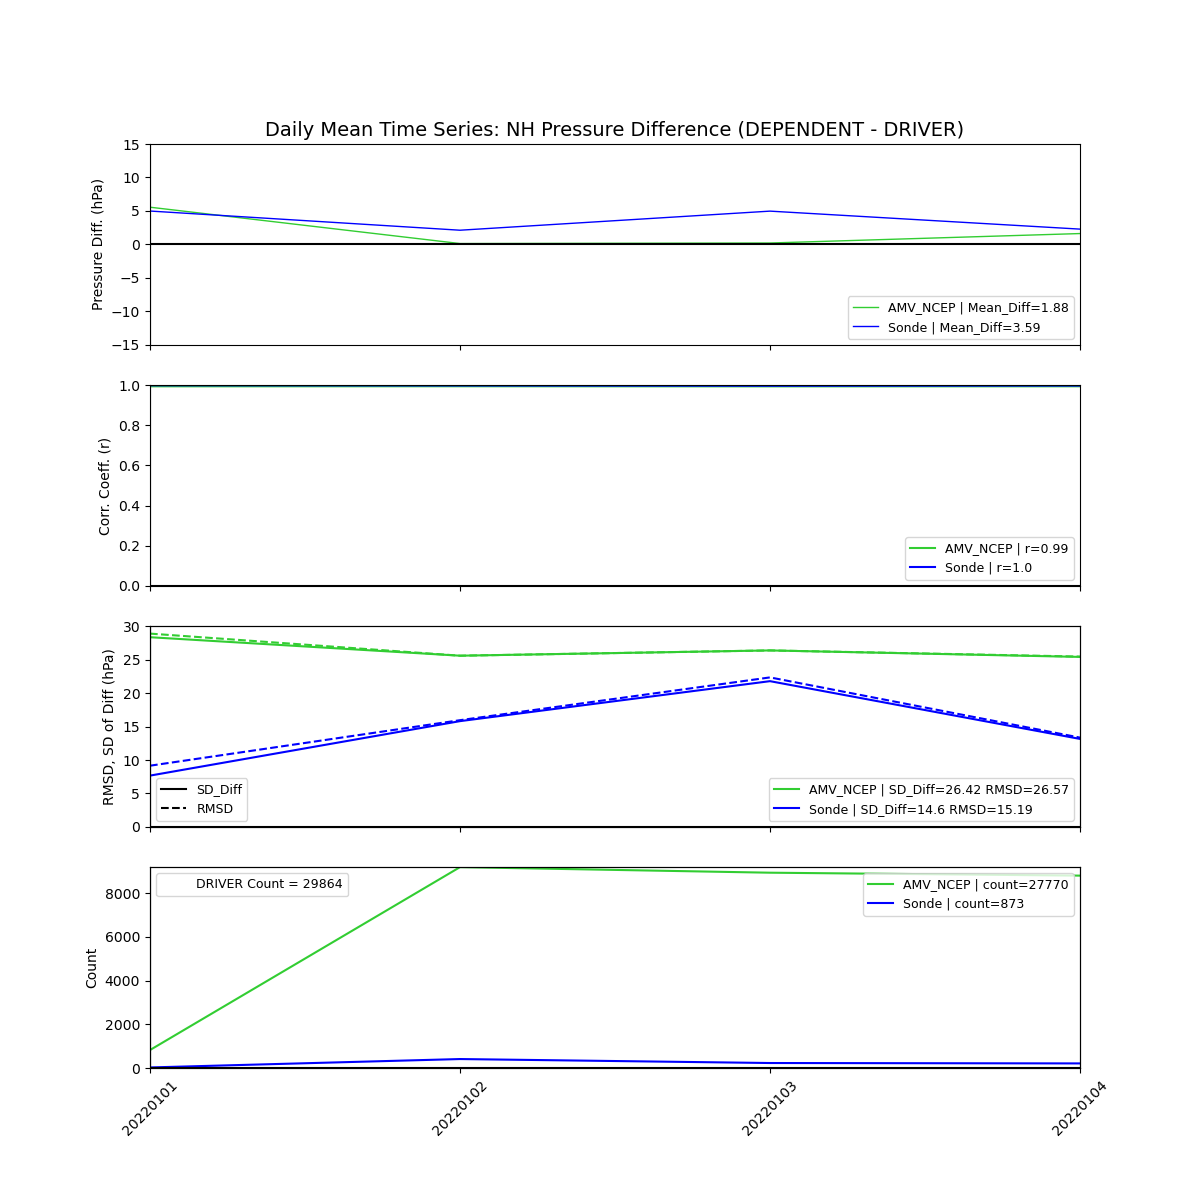 Daily Mean Time Series: NH Pressure Difference (DEPENDENT - DRIVER)
Pressure Diff. (hPa)
15
10
5
0
−5
−10
−15
AMV_NCEP | Mean_Diff=1.88
Sonde | Mean_Diff=3.59
Corr. Coeff. (r)
1.0
0.8
0.6
0.4
0.2
0.0
AMV_NCEP | r=0.99
Sonde | r=1.0
RMSD, SD of Diff (hPa)
30
25
20
15
10
5
0
SD_Diff
RMSD
AMV_NCEP | SD_Diff=26.42 RMSD=26.57
Sonde | SD_Diff=14.6 RMSD=15.19
Count
8000
6000
4000
2000
0
DRIVER Count = 29864
AMV_NCEP | count=27770
Sonde | count=873
20220101
20220102
20220103
20220104